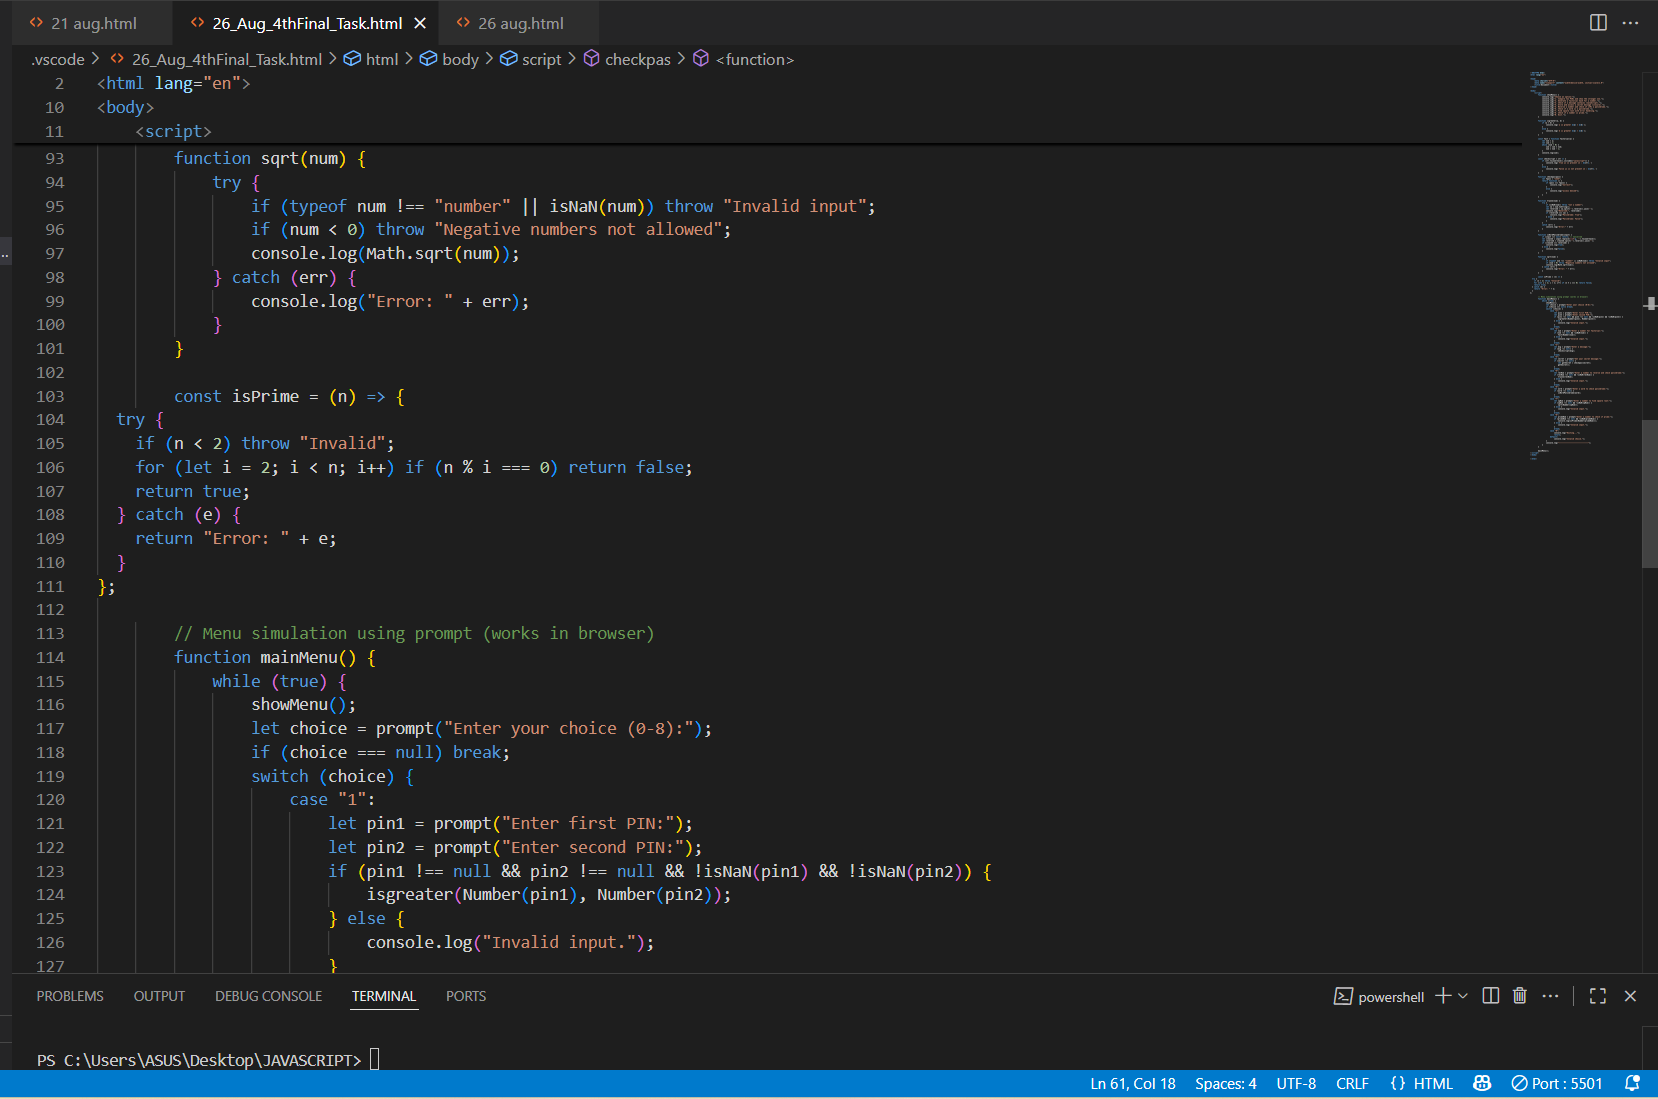 21 aug.html
26_Aug_4thFinal_Task.html
26 aug.html
.vscode > 26_Aug_4thFinal_Task.html > html > body > script > checkpas > <function>
2 <html lang="en">
10 <body>
11 <script>
93 function sqrt(num) {
94 try {
95 if (typeof num !== "number" || isNaN(num)) throw "Invalid input";
96 if (num < 0) throw "Negative numbers not allowed";
97 console.log(Math.sqrt(num));
98 } catch (err) {
99 console.log("Error: " + err);
100 }
101 }
102
103 const isPrime = (n) => {
104 try {
105 if (n < 2) throw "Invalid";
106 for (let i = 2; i < n; i++) if (n % i === 0) return false;
107 return true;
108 } catch (e) {
109 return "Error: " + e;
110 }
111 };
112
113 // Menu simulation using prompt (works in browser)
114 function mainMenu() {
115 while (true) {
116 showMenu();
117 let choice = prompt("Enter your choice (0-8):");
118 if (choice === null) break;
119 switch (choice) {
120 case "1":
121 let pin1 = prompt("Enter first PIN:");
122 let pin2 = prompt("Enter second PIN:");
123 if (pin1 !== null && pin2 !== null && !isNaN(pin1) && !isNaN(pin2)) {
124 isgreater(Number(pin1), Number(pin2));
125 } else {
126 console.log("Invalid input.");
127 }
PROBLEMS OUTPUT DEBUG CONSOLE TERMINAL PORTS
powershell
PS C:\Users\ASUS\Desktop\JAVASCRIPT>
Ln 61, Col 18 Spaces: 4 UTF-8 CRLF {} HTML Port : 5501